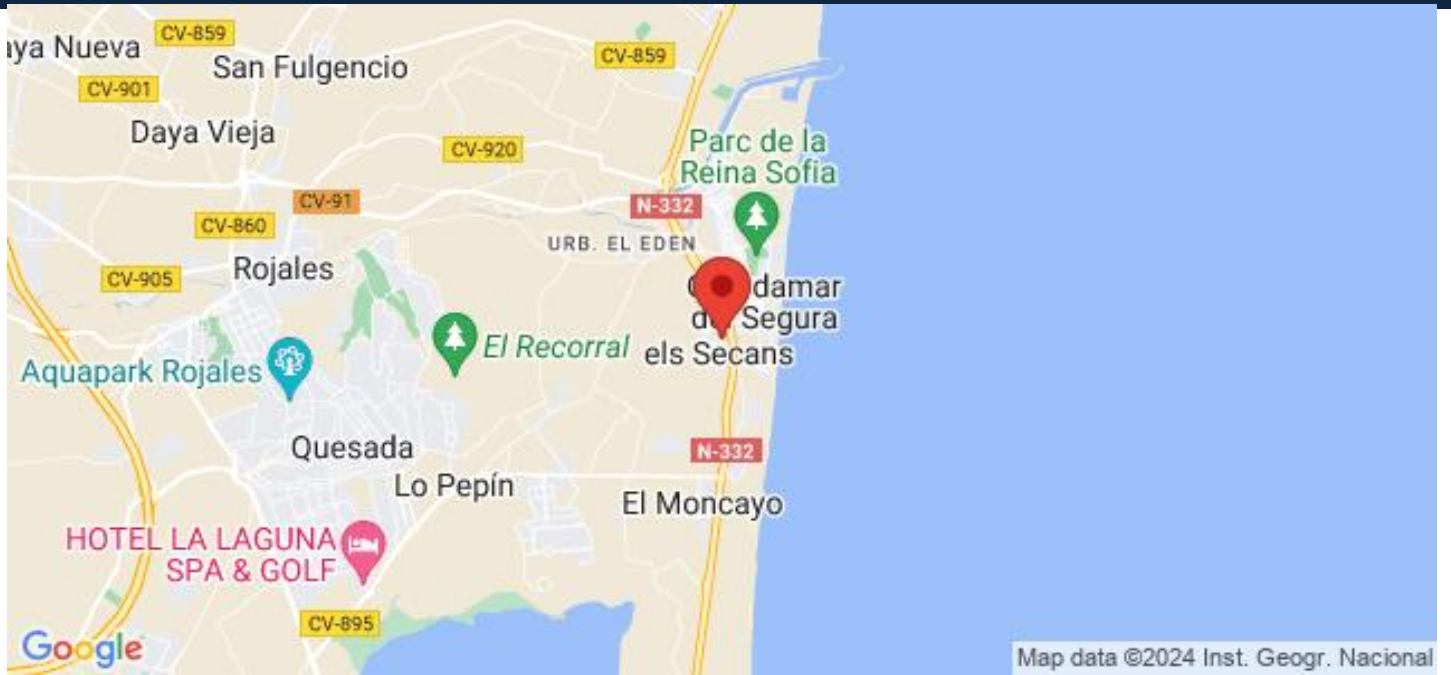 aya Nueva
CV-859
San Fulgencio
CV-859
CV-901
Daya Vieja
CV-920
Parc de la
Reina Sofia
CV-91
N-332
CV-860
URB. EL EDEN
CV-905
Rojales
damar
Segura
El Recorral
els Secans
Aquapark Rojales
Quesada
N-332
Lo Pepín
El Moncayo
HOTEL LA LAGUNA
SPA & GOLF
CV-895
Google
Map data ©2024 Inst. Geogr. Nacional